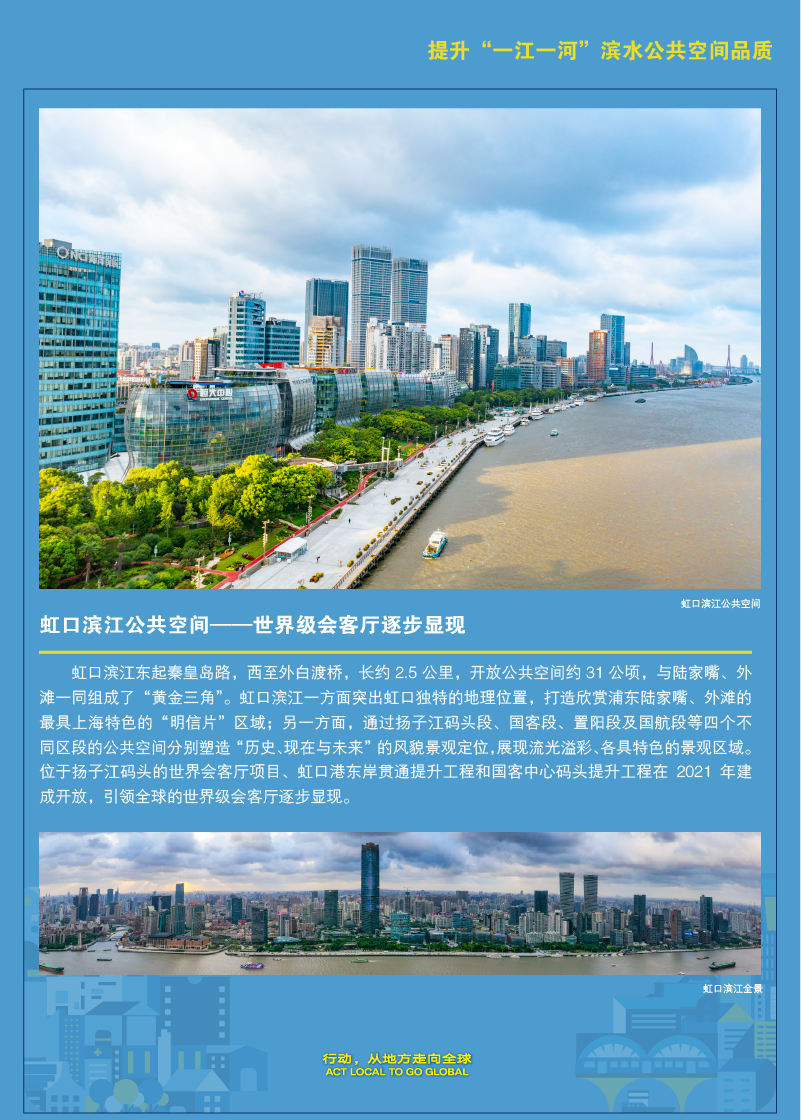 提升“一江一河”滨水公共空间品质
恒大中心
虹口滨江公共空间
虹口滨江公共空间——世界级会客厅逐步显现
虹口滨江东起秦皇岛路，西至外白渡桥，长约 2.5 公里，开放公共空间约 31 公顷，与陆家嘴、外
滩一同组成了“黄金三角”。虹口滨江一方面突出虹口独特的地理位置，打造欣赏浦东陆家嘴、外滩的
最具上海特色的“明信片”区域；另一方面，通过扬子江码头段、国客段、置阳段及国航段等四个不
同区段的公共空间分别塑造“历史、现在与未来”的风貌景观定位，展现流光溢彩、各具特色的景观区域。
位于扬子江码头的世界会客厅项目、虹口港东岸贯通提升工程和国客中心码头提升工程在 2021 年建
成开放，引领全球的世界级会客厅逐步显现。
虹口滨江全景
行动，从地方走向全球
ACT LOCAL TO GO GLOBAL